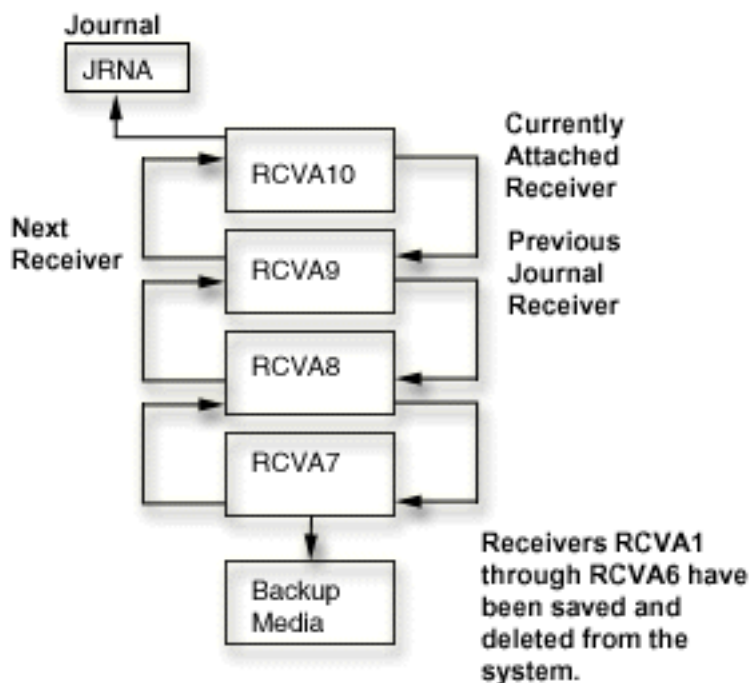 Journal
JRNA
RCVA10
Currently
Attached
Receiver
Next
Receiver
RCVA9
Previous
Journal
Receiver
RCVA8
RCVA7
Backup
Media
Receivers RCVA1
through RCVA6 have
been saved and
deleted from the
system.